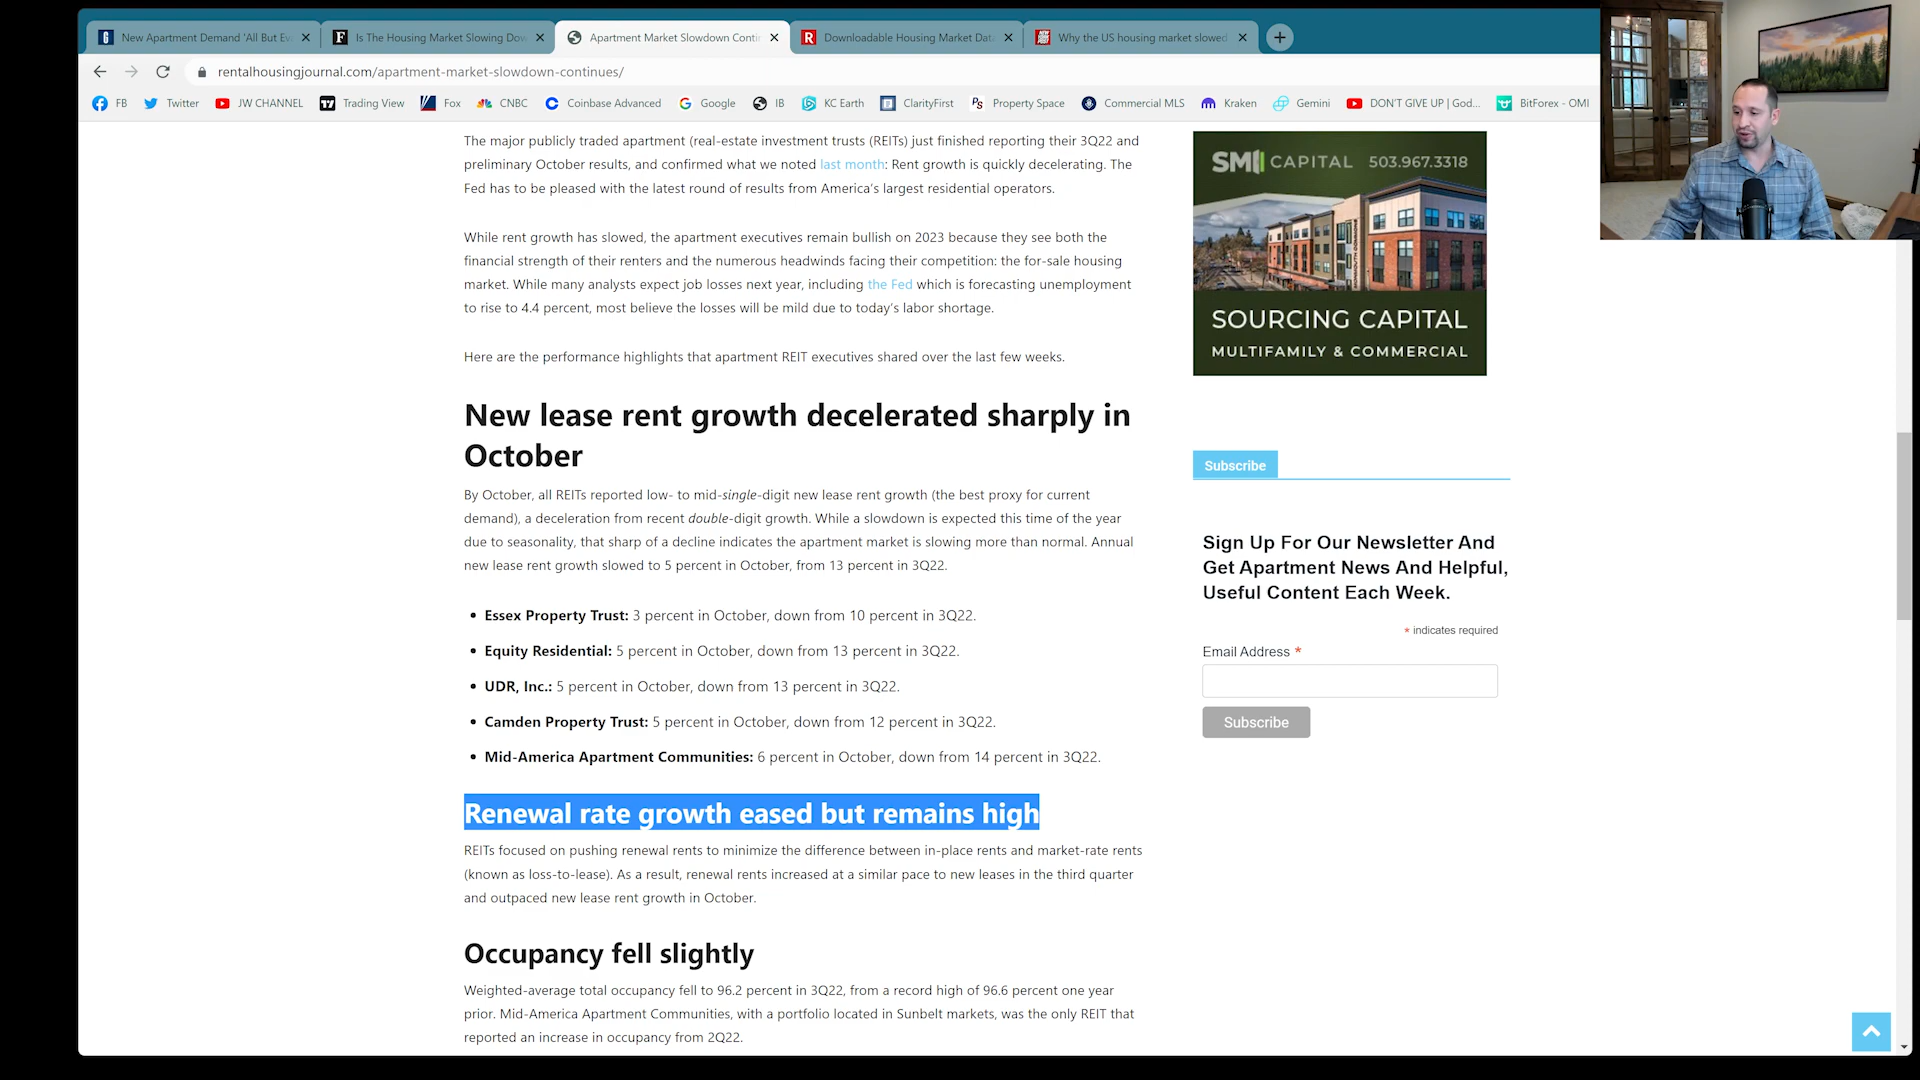 New Apartment Demand 'All But Ev
Is The Housing Market Slowing Dow
Apartment Market Slowdown Conti
Downloadable Housing Market Dat
Why the US housing market slowed
rentalhousingjournal.com/apartment-market-slowdown-continues/
FB
Twitter
JW CHANNEL
Trading View
Fox
CNBC
Coinbase Advanced
Google
IB
KC Earth
ClarityFirst
Property Space
Commercial MLS
Kraken
Gemini
DON'T GIVE UP | God...
BitForex - OMI
The major publicly traded apartment (real-estate investment trusts (REITs) just finished reporting their 3Q22 and
preliminary October results, and confirmed what we noted last month: Rent growth is quickly decelerating. The
Fed has to be pleased with the latest round of results from America's largest residential operators.
While rent growth has slowed, the apartment executives remain bullish on 2023 because they see both the
financial strength of their renters and the numerous headwinds facing their competition: the for-sale housing
market. While many analysts expect job losses next year, including the Fed which is forecasting unemployment
to rise to 4.4 percent, most believe the losses will be mild due to today's labor shortage.
Here are the performance highlights that apartment REIT executives shared over the last few weeks.
New lease rent growth decelerated sharply in
October
By October, all REITs reported low- to mid-single-digit new lease rent growth (the best proxy for current
demand), a deceleration from recent double-digit growth. While a slowdown is expected this time of the year
due to seasonality, that sharp of a decline indicates the apartment market is slowing more than normal. Annual
new lease rent growth slowed to 5 percent in October, from 13 percent in 3Q22.
• Essex Property Trust: 3 percent in October, down from 10 percent in 3Q22.
• Equity Residential: 5 percent in October, down from 13 percent in 3Q22.
• UDR, Inc.: 5 percent in October, down from 13 percent in 3Q22.
• Camden Property Trust: 5 percent in October, down from 12 percent in 3Q22.
• Mid-America Apartment Communities: 6 percent in October, down from 14 percent in 3Q22.
Renewal rate growth eased but remains high
REITs focused on pushing renewal rents to minimize the difference between in-place rents and market-rate rents
(known as loss-to-lease). As a result, renewal rents increased at a similar pace to new leases in the third quarter
and outpaced new lease rent growth in October.
Occupancy fell slightly
Weighted-average total occupancy fell to 96.2 percent in 3Q22, from a record high of 96.6 percent one year
prior. Mid-America Apartment Communities, with a portfolio located in Sunbelt markets, was the only REIT that
reported an increase in occupancy from 2Q22.
SMI CAPITAL 503.967.3318
SOURCING CAPITAL
MULTIFAMILY & COMMERCIAL
Subscribe
Sign Up For Our Newsletter And
Get Apartment News And Helpful,
Useful Content Each Week.
* indicates required
Email Address *
Subscribe